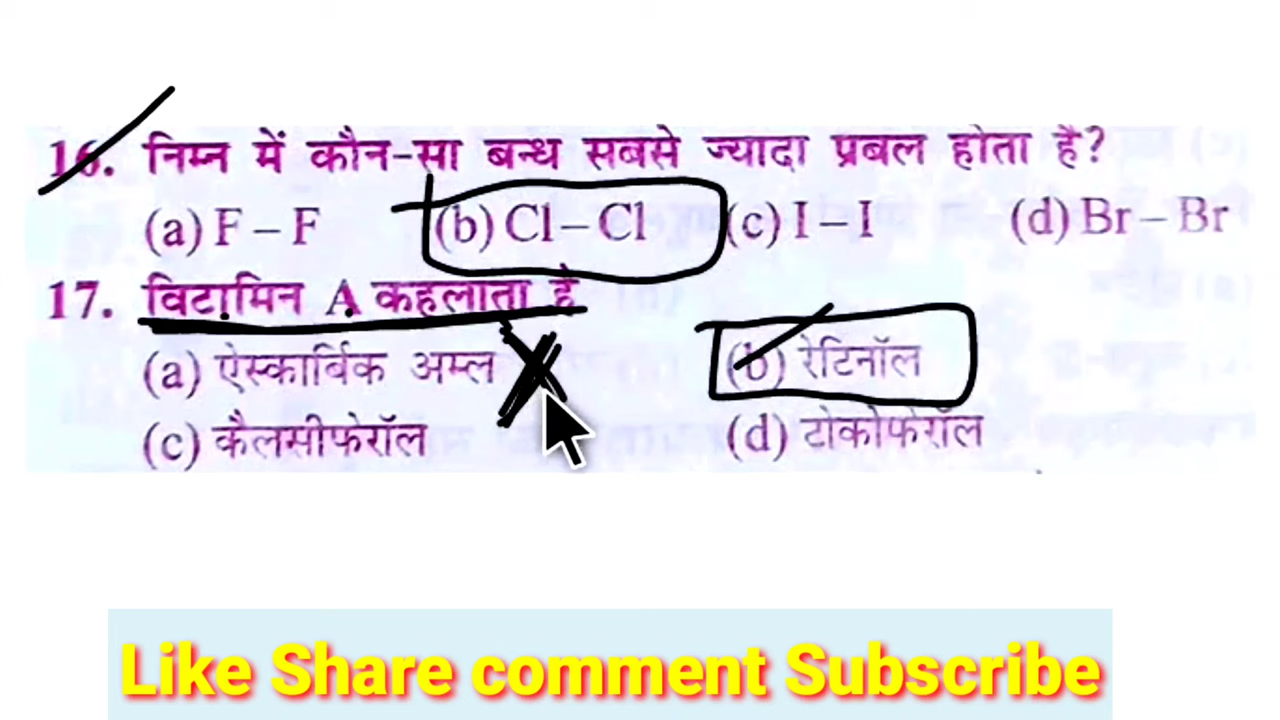 16. निम्न में कौन-सा बन्ध सबसे ज्यादा प्रबल होता है?
(a) F – F (b) Cl – Cl (c) I – I (d) Br – Br
17. विटामिन A कहलाता है
(a) ऐस्कार्बिक अम्ल (b) रेटिनॉल
(c) कैलसीफेरॉल (d) टोकोफेरॉल
Like Share comment Subscribe